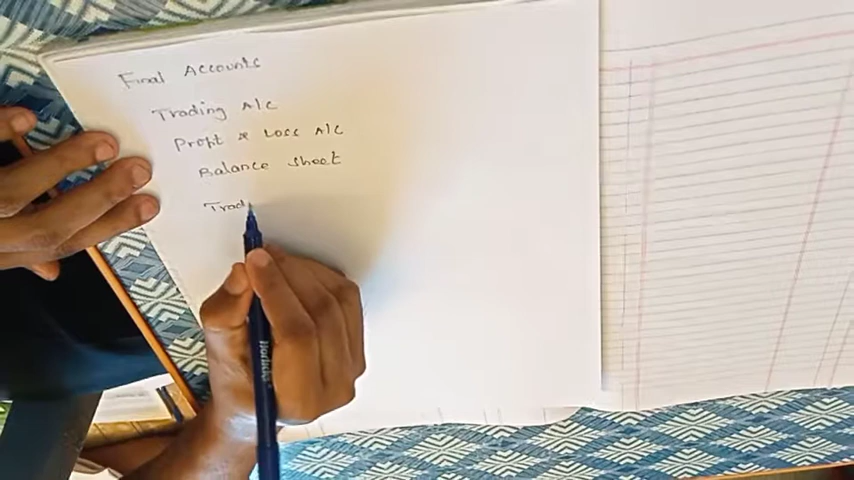 Final Accounts
Trading A/c
Profit & Loss A/c
Balance Sheet
Trad